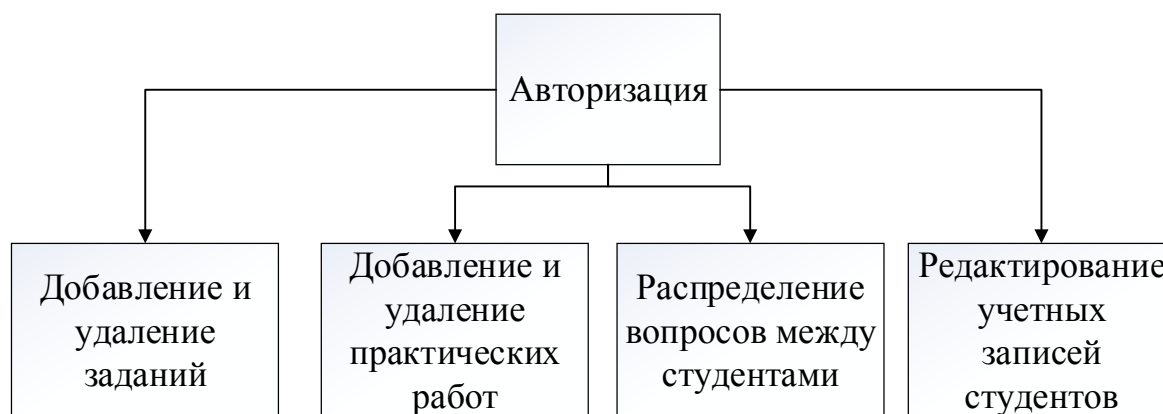 Авторизация
Добавление и
удаление
заданий
Добавление и
удаление
практических
работ
Распределение
вопросов между
студентами
Редактирование
учетных
записей
студентов